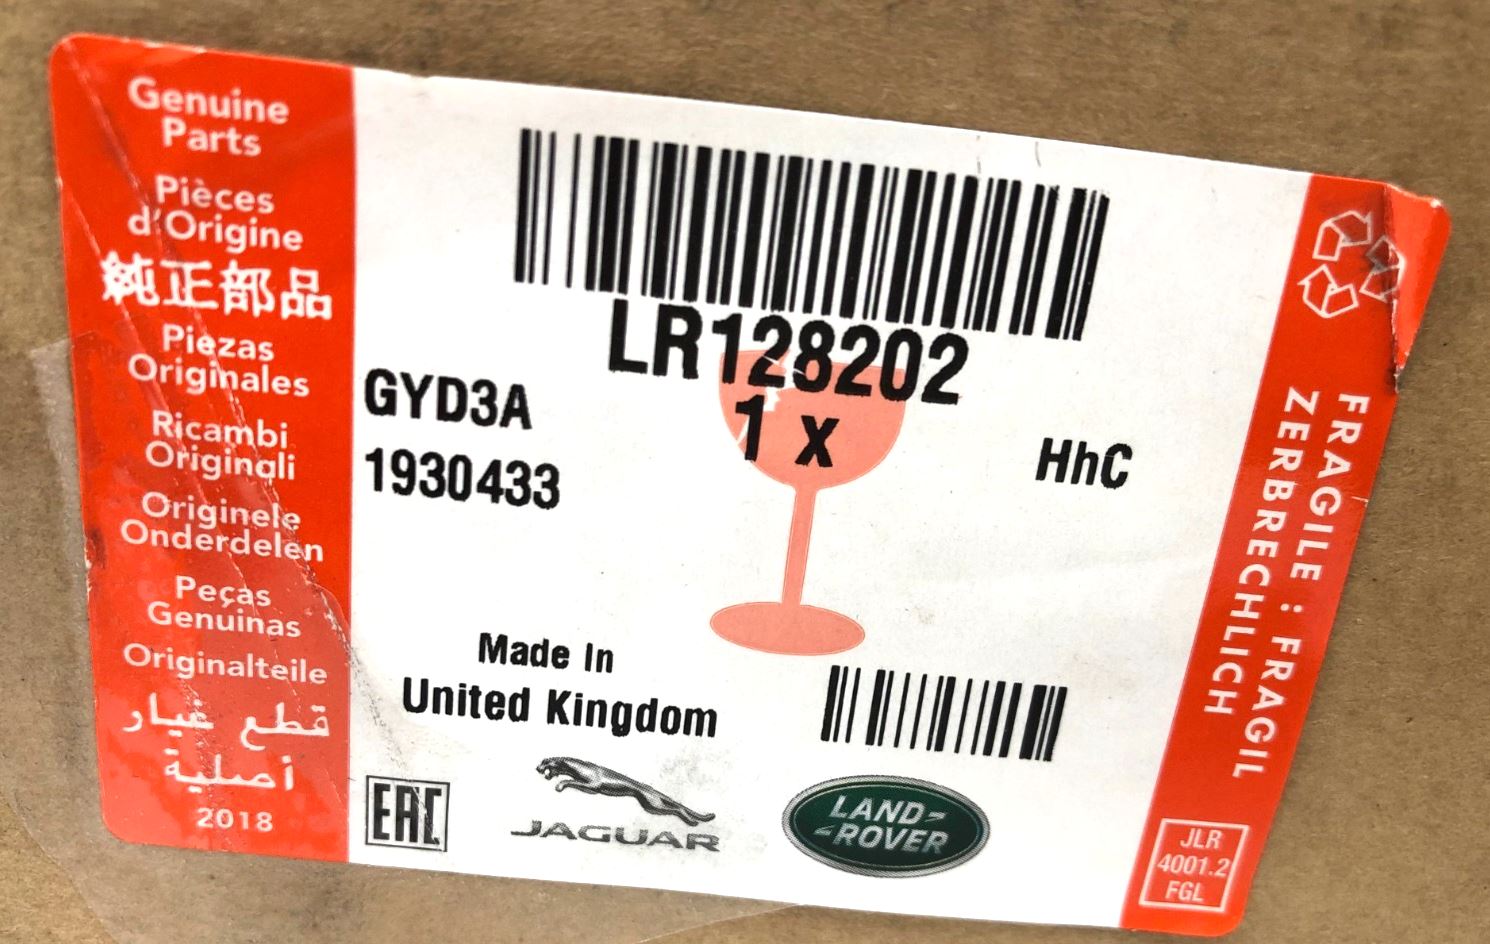 Genuine
Parts
Pièces
d'Origine
純正部品
Piezas
Originales
Ricambi
Originali
Originele
Onderdelen
Peças
Genuinas
Originalteile
قطع غيار
أصلية
2018
LR128202
1 x
GYD3A
1930433
HhC
Made In
United Kingdom
EAC
JAGUAR
LAND
ROVER
FRAGILE : FRAGIL
ZERBRECHLICH
JLR
4001.2
FGL